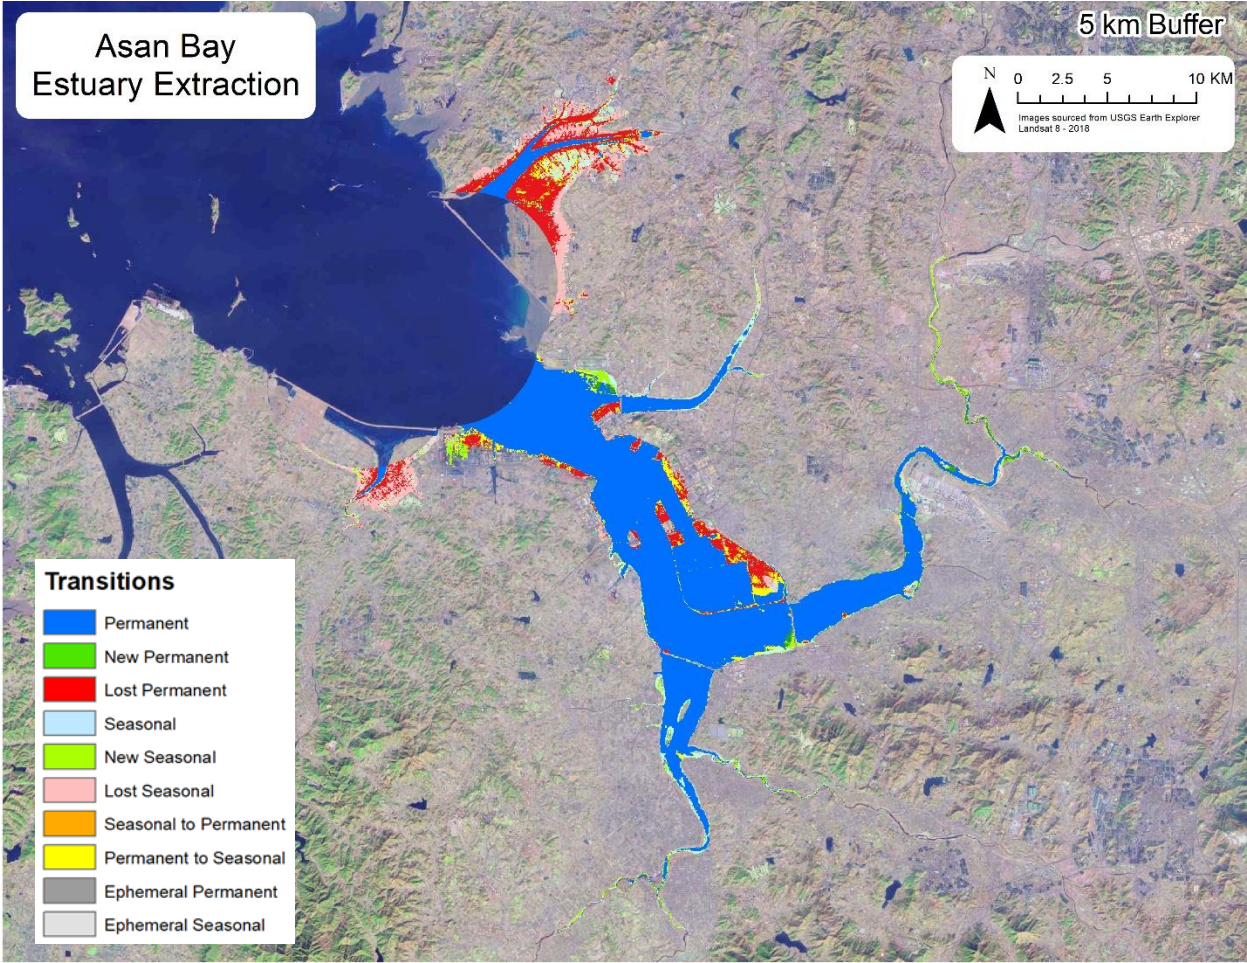 Asan Bay
Estuary Extraction
5 km Buffer
N
0 2.5 5 10 KM
Images sourced from USGS Earth Explorer
Landsat 8 - 2018
Transitions
Permanent
New Permanent
Lost Permanent
Seasonal
New Seasonal
Lost Seasonal
Seasonal to Permanent
Permanent to Seasonal
Ephemeral Permanent
Ephemeral Seasonal